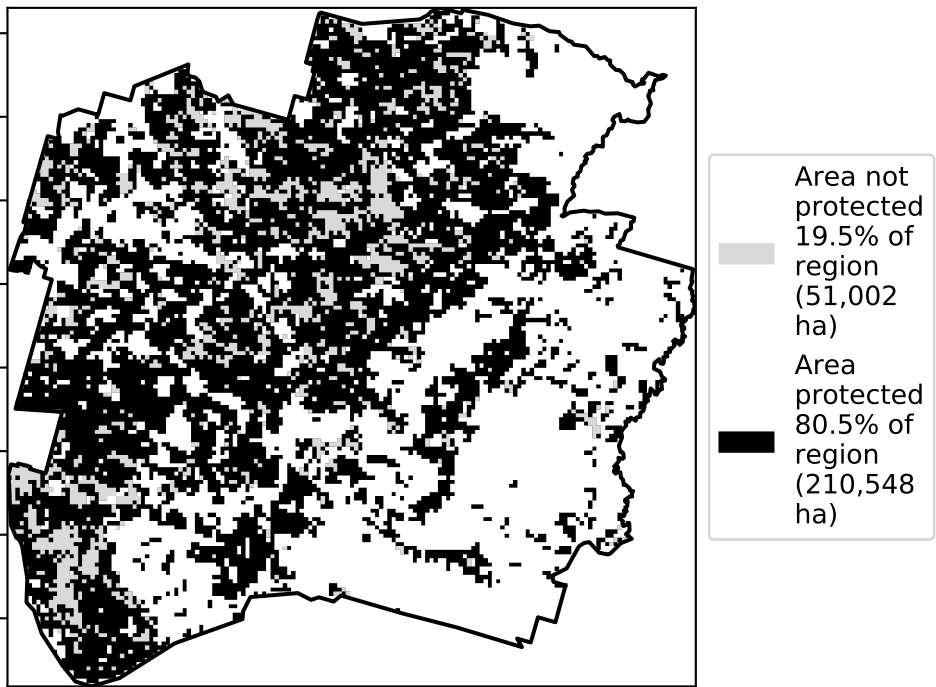 Area not
protected
19.5% of
region
(51,002
ha)
Area
protected
80.5% of
region
(210,548
ha)